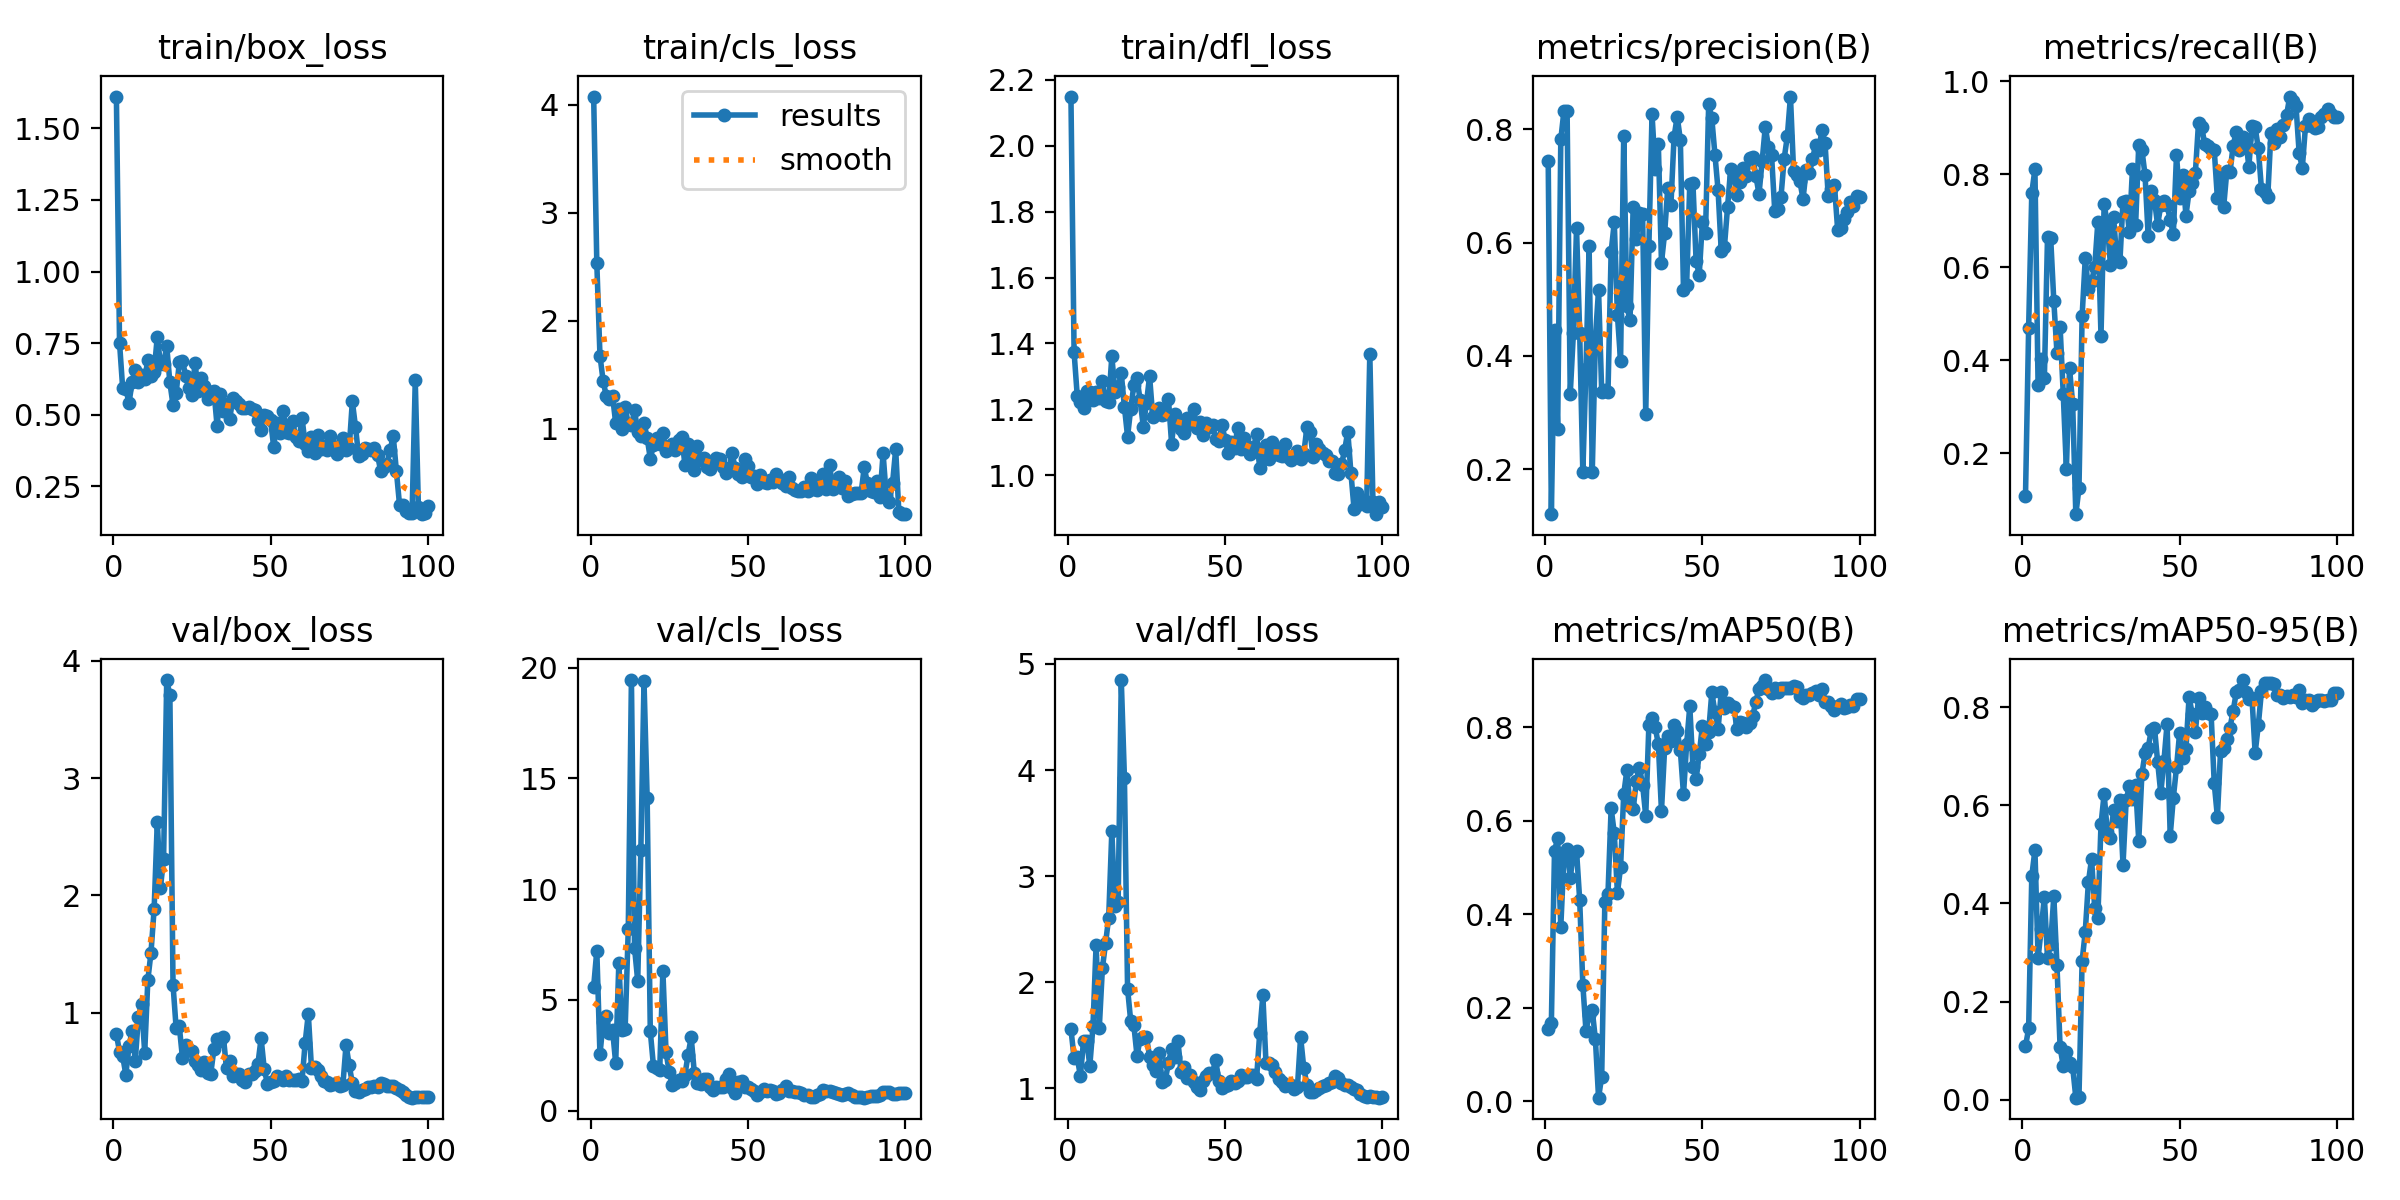 train/box_loss
train/cls_loss
train/dfl_loss
metrics/precision(B)
metrics/recall(B)
1.50
1.25
1.00
0.75
0.50
0.25
0 50 100
4
3
2
1
0 50 100
results
smooth
2.2
2.0
1.8
1.6
1.4
1.2
1.0
0 50 100
0.8
0.6
0.4
0.2
0 50 100
1.0
0.8
0.6
0.4
0.2
0 50 100
val/box_loss
val/cls_loss
val/dfl_loss
metrics/mAP50(B)
metrics/mAP50-95(B)
4
3
2
1
0 50 100
20
15
10
5
0
0 50 100
5
4
3
2
1
0 50 100
0.8
0.6
0.4
0.2
0.0
0 50 100
0.8
0.6
0.4
0.2
0.0
0 50 100